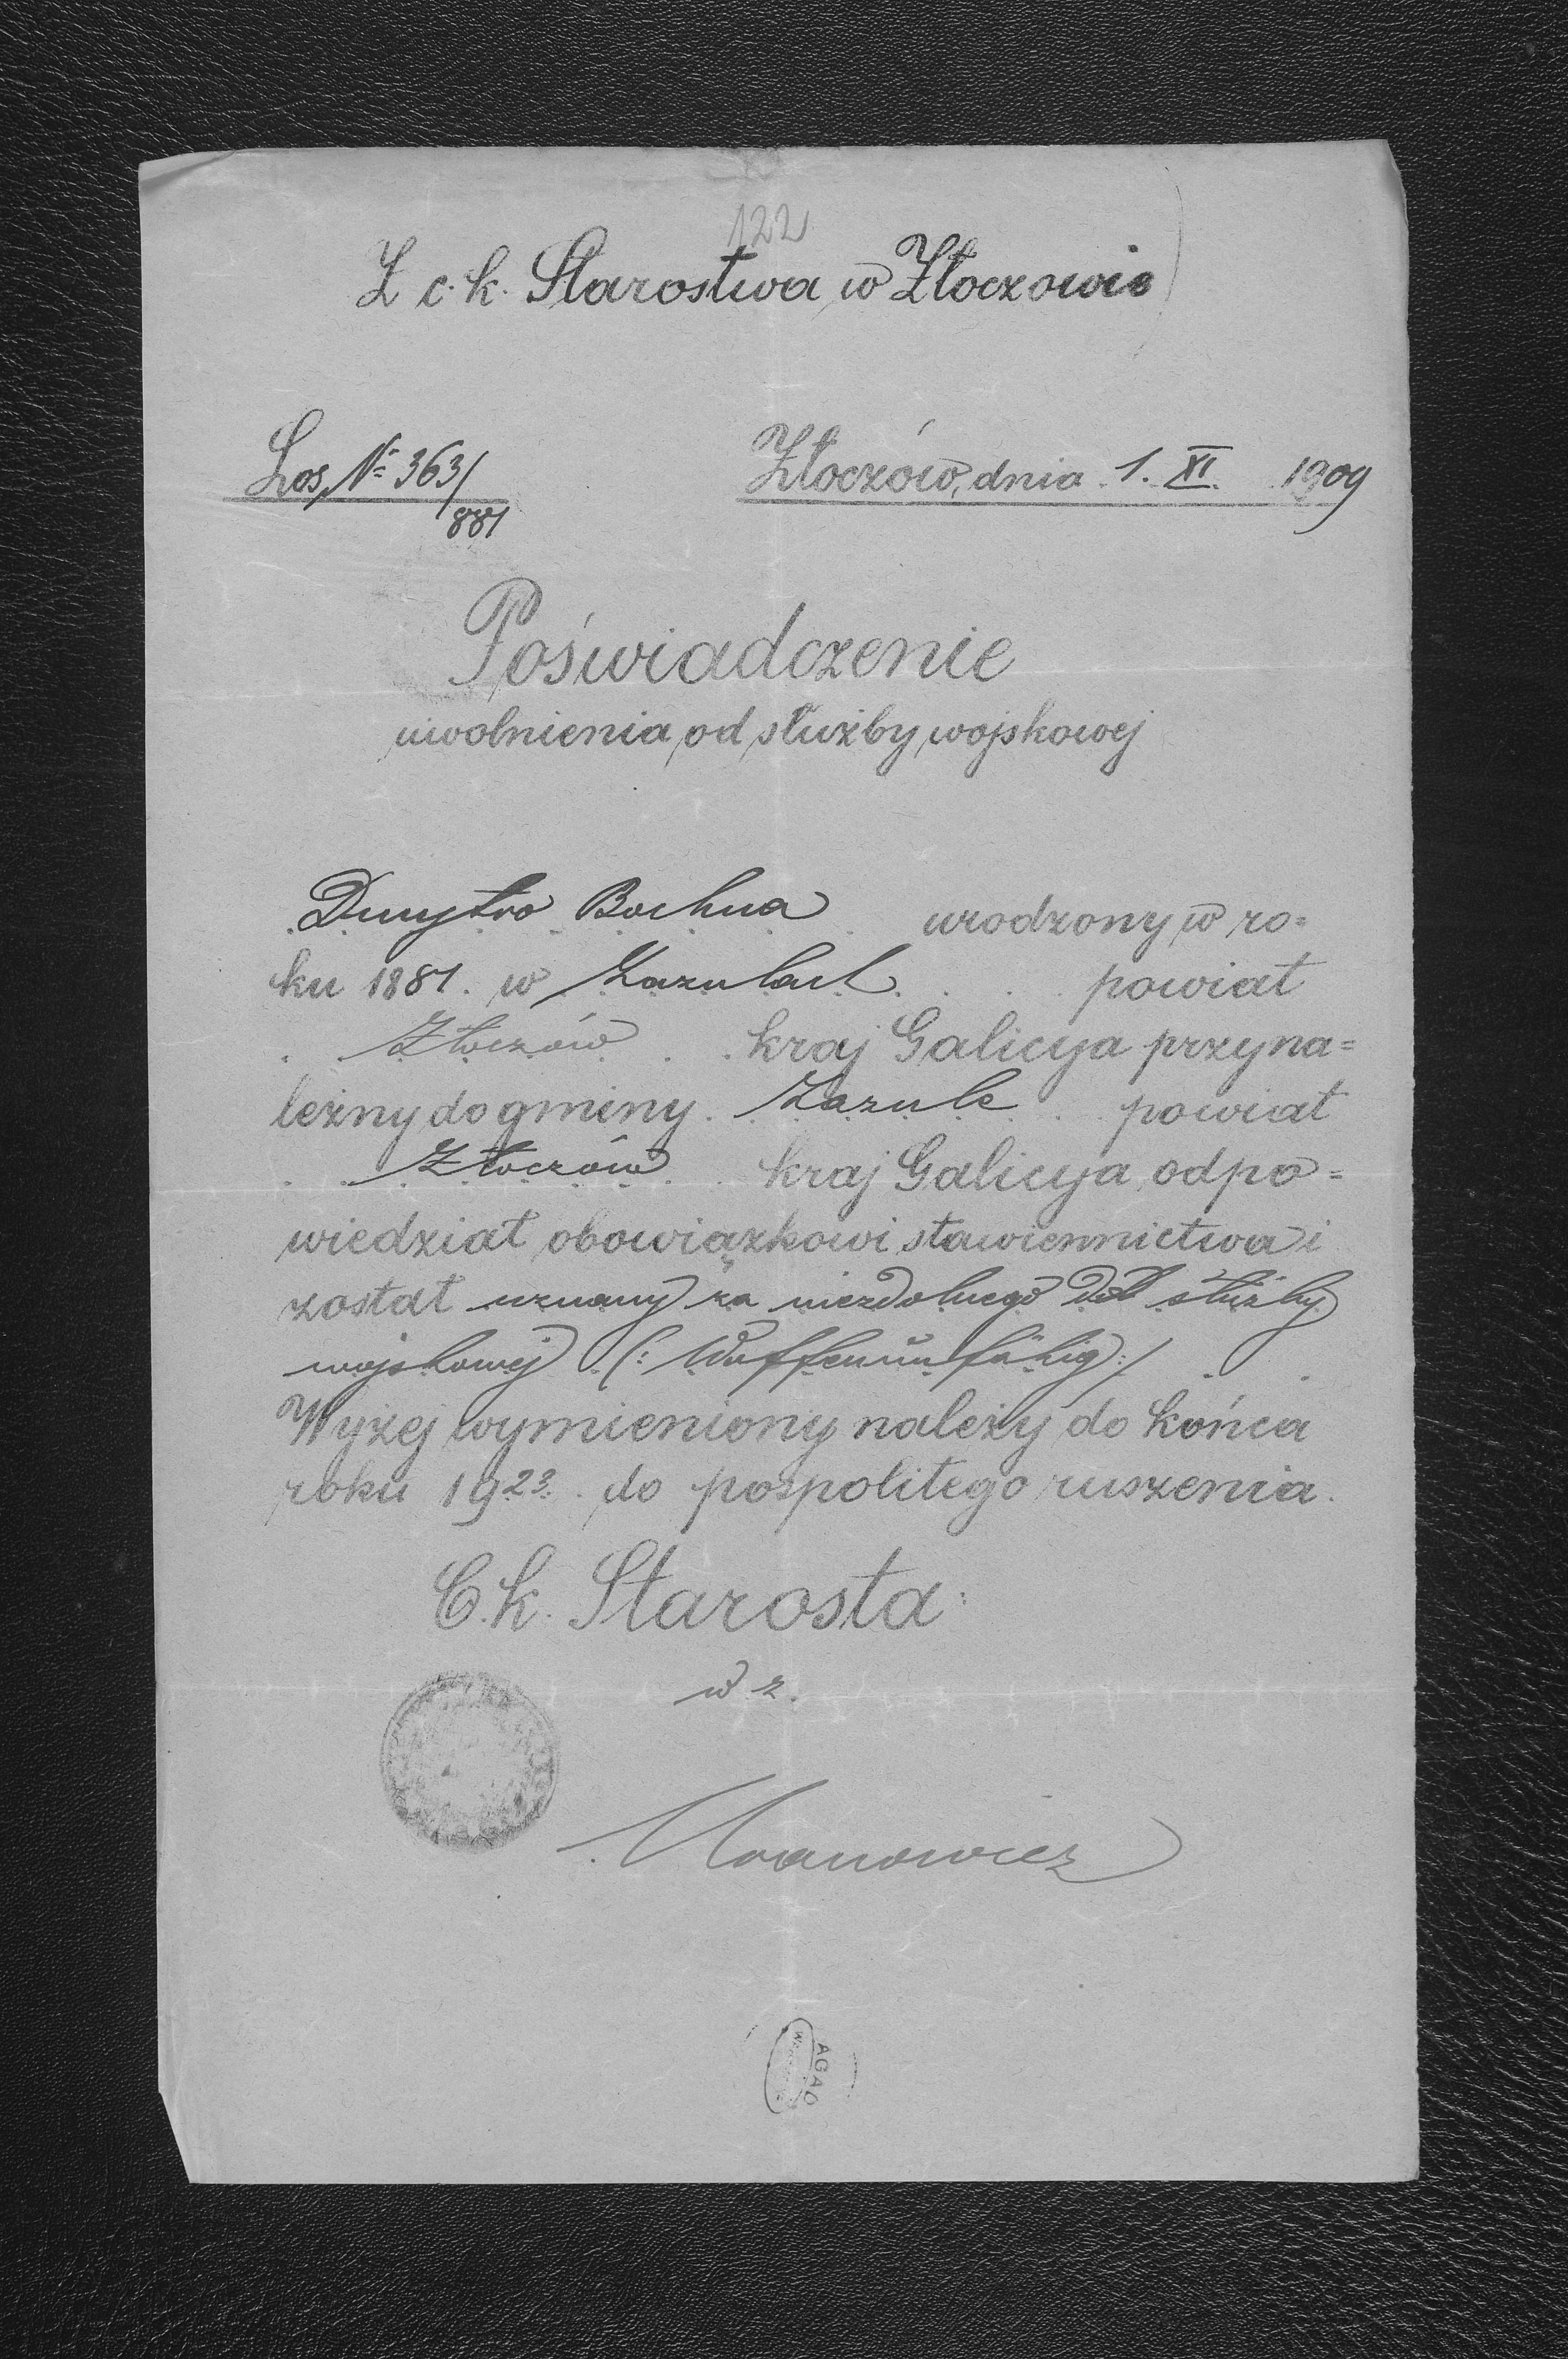 122
Z c. k. Starostwa w Złoczowie
Los № 363/
881
Złoczów, dnia 1. XI. 1909
Poświadczenie
uwolnienia od służby wojskowej
Dmytro Bochna urodzony w ro=
ku 1881. w Zazulach powiat
Złoczów kraj Galicya przyna=
leżny do gminy Zazule powiat
Złoczów kraj Galicya odpo=
wiedział obowiązkowi stawiennictwa i
został uznany za niezdolnego do służby
wojskowej (: Waffenunfähig :)
Wyżej wymieniony należy do końca
roku 1923. do pospolitego ruszenia.
C. k. Starosta:
w z.
AGAD